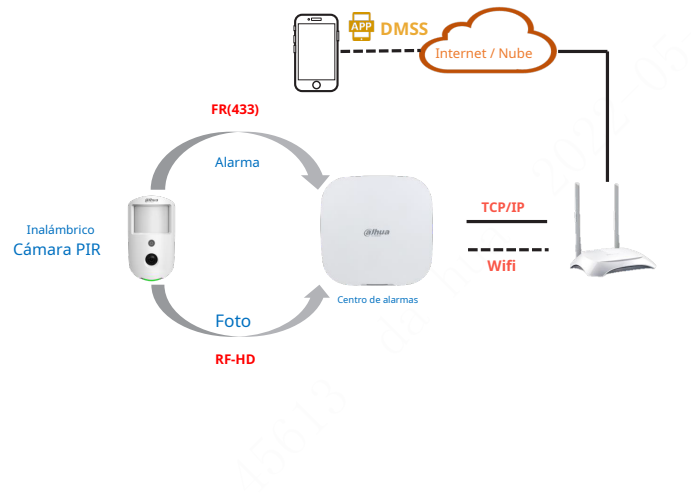 APP
DMSS
Internet / Nube
FR(433)
Alarma
alhua
Inalámbrico
Cámara PIR
alhua
TCP/IP
Wifi
Centro de alarmas
Foto
RF-HD